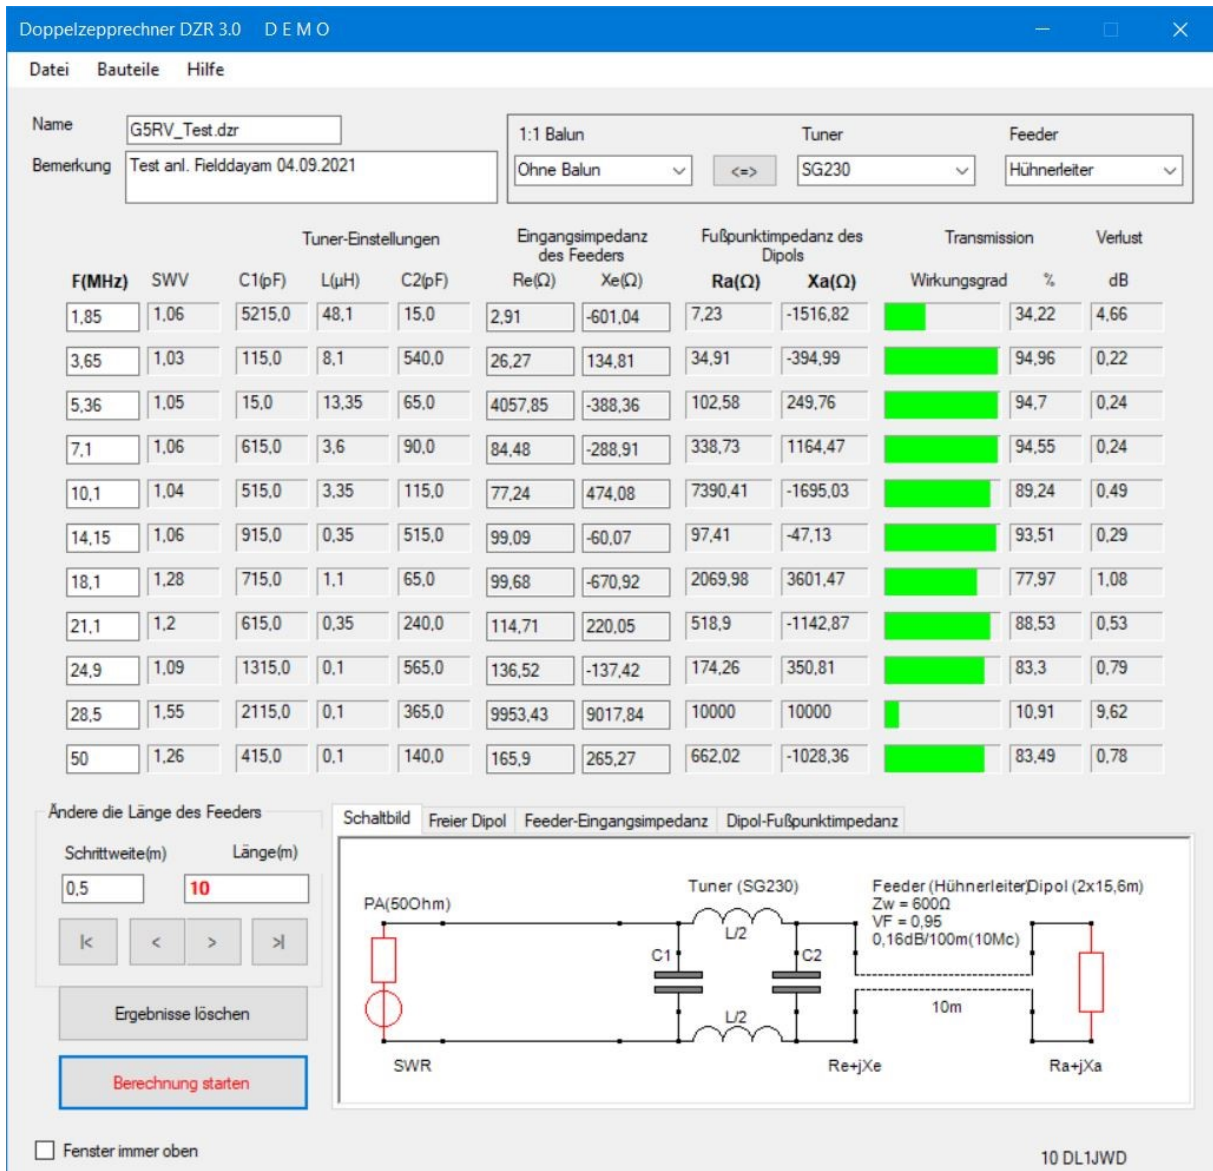 Doppelzepprechner DZR 3.0 D E M O
Datei Bauteile Hilfe
Name G5RV_Test.dzr
Bemerkung Test anl. Fielddayam 04.09.2021
1:1 Balun Tuner Feeder
Ohne Balun <=> SG230 Hühnerleiter
Tuner-Einstellungen Eingangsimpedanz des Feeders Fußpunktimpedanz des Dipols Transmission Verlust
F(MHz) SWV C1(pF) L(µH) C2(pF) Re(Ω) Xe(Ω) Ra(Ω) Xa(Ω) Wirkungsgrad % dB
1,85 1,06 5215,0 48,1 15,0 2,91 -601,04 7,23 -1516,82 34,22 4,66
3,65 1,03 115,0 8,1 540,0 26,27 134,81 34,91 -394,99 94,96 0,22
5,36 1,05 15,0 13,35 65,0 4057,85 -388,36 102,58 249,76 94,7 0,24
7,1 1,06 615,0 3,6 90,0 84,48 -288,91 338,73 1164,47 94,55 0,24
10,1 1,04 515,0 3,35 115,0 77,24 474,08 7390,41 -1695,03 89,24 0,49
14,15 1,06 915,0 0,35 515,0 99,09 -60,07 97,41 -47,13 93,51 0,29
18,1 1,28 715,0 1,1 65,0 99,68 -670,92 2069,98 3601,47 77,97 1,08
21,1 1,2 615,0 0,35 240,0 114,71 220,05 518,9 -1142,87 88,53 0,53
24,9 1,09 1315,0 0,1 565,0 136,52 -137,42 174,26 350,81 83,3 0,79
28,5 1,55 2115,0 0,1 365,0 9953,43 9017,84 10000 10000 10,91 9,62
50 1,26 415,0 0,1 140,0 165,9 265,27 662,02 -1028,36 83,49 0,78
Ändere die Länge des Feeders
Schrittweite(m) Länge(m)
0,5 10
|< < > >|
Ergebnisse löschen
Berechnung starten
Schaltbild Freier Dipol Feeder-Eingangsimpedanz Dipol-Fußpunktimpedanz
Tuner (SG230) Feeder (Hühnerleiter)Dipol (2x15,6m)
PA(50Ohm) Zw = 600Ω
VF = 0,95
L/2 0,16dB/100m(10Mc)
C1 C2
L/2 10m
SWR Re+jXe Ra+jXa
Fenster immer oben
10 DL1JWD